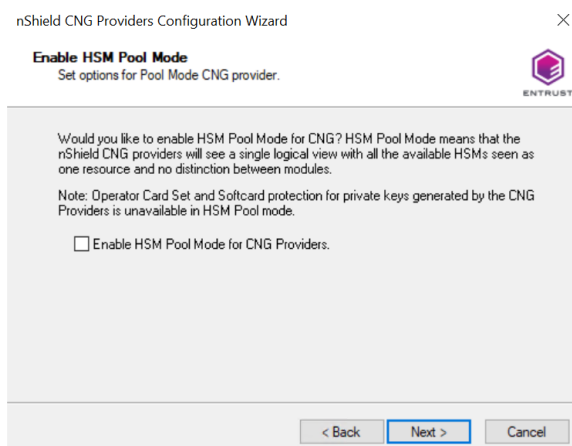 nShield CNG Providers Configuration Wizard
Enable HSM Pool Mode
Set options for Pool Mode CNG provider.
ENTRUST
Would you like to enable HSM Pool Mode for CNG? HSM Pool Mode means that the
nShield CNG providers will see a single logical view with all the available HSMs seen as
one resource and no distinction between modules.
Note: Operator Card Set and Softcard protection for private keys generated by the CNG
Providers is unavailable in HSM Pool mode.
Enable HSM Pool Mode for CNG Providers.
< Back Next > Cancel